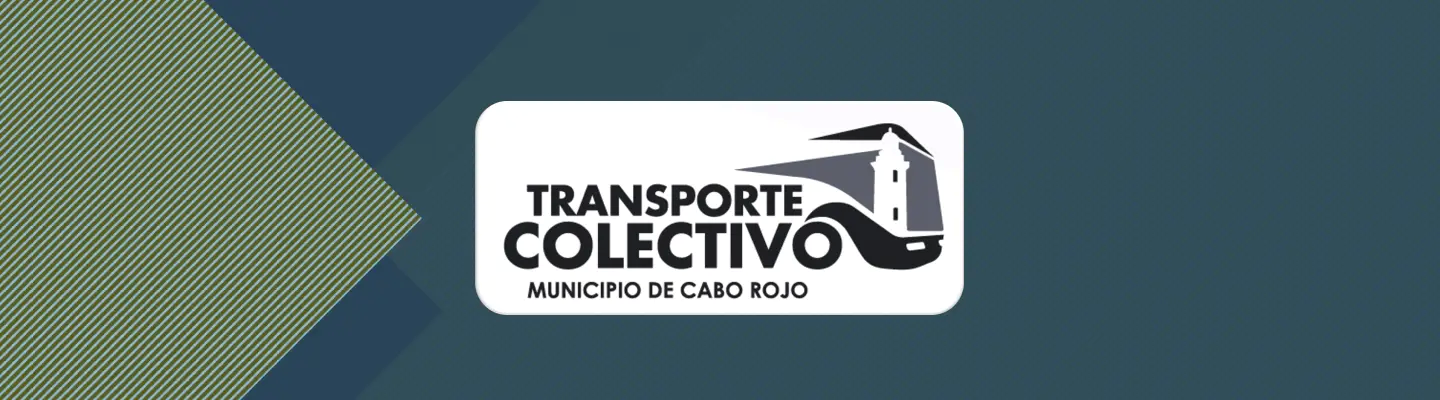 TRANSPORTE
COLECTIVO
MUNICIPIO DE CABO ROJO